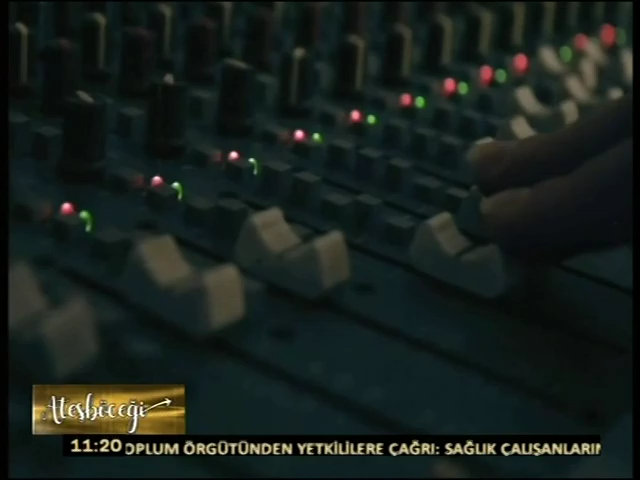 Ateşböceği
11:20 OPLUM ÖRGÜTÜNDEN YETKİLİLERE ÇAĞRI: SAĞLIK ÇALIŞANLARIN